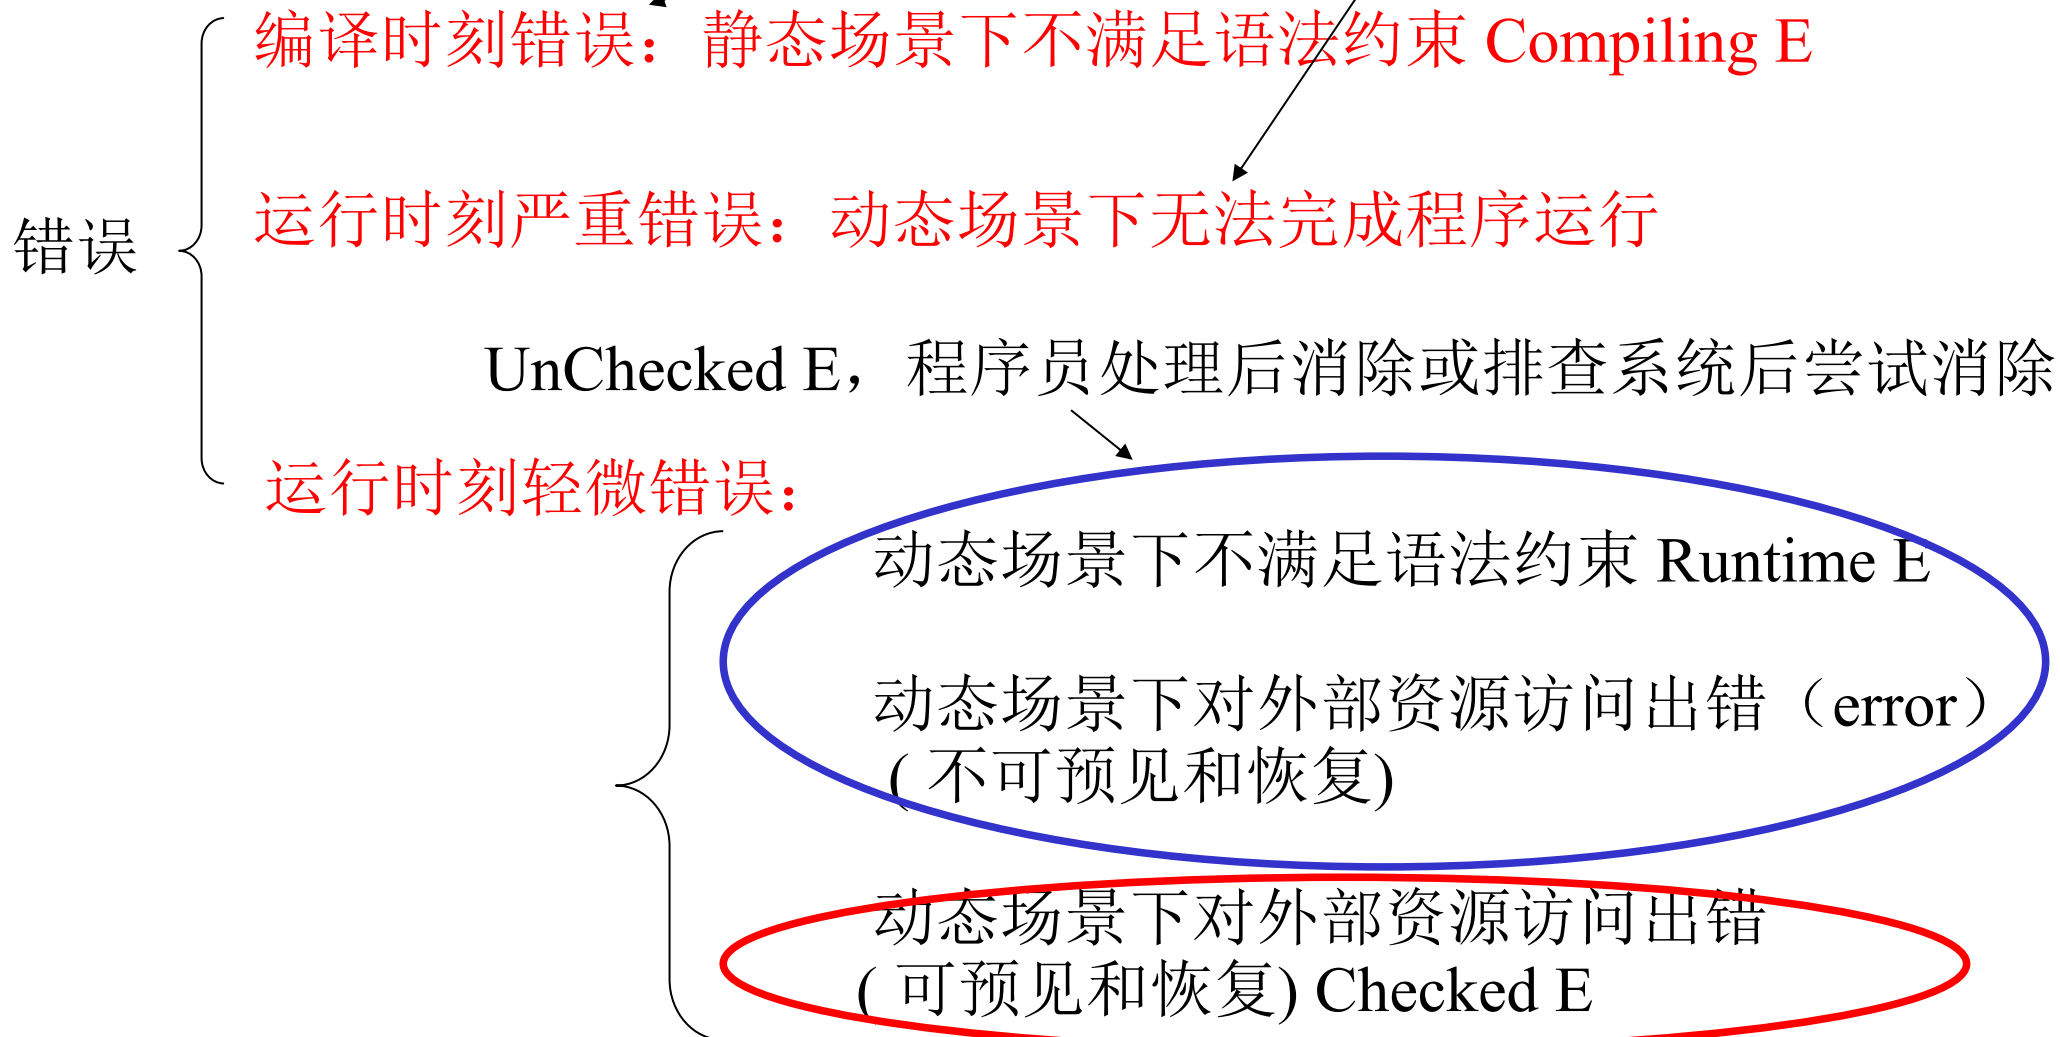 编译时刻错误：静态场景下不满足语法约束 Compiling E
运行时刻严重错误：动态场景下无法完成程序运行
错误
UnChecked E，程序员处理后消除或排查系统后尝试消除
运行时刻轻微错误：
动态场景下不满足语法约束 Runtime E
动态场景下对外部资源访问出错（error）
( 不可预见和恢复)
动态场景下对外部资源访问出错
( 可预见和恢复) Checked E